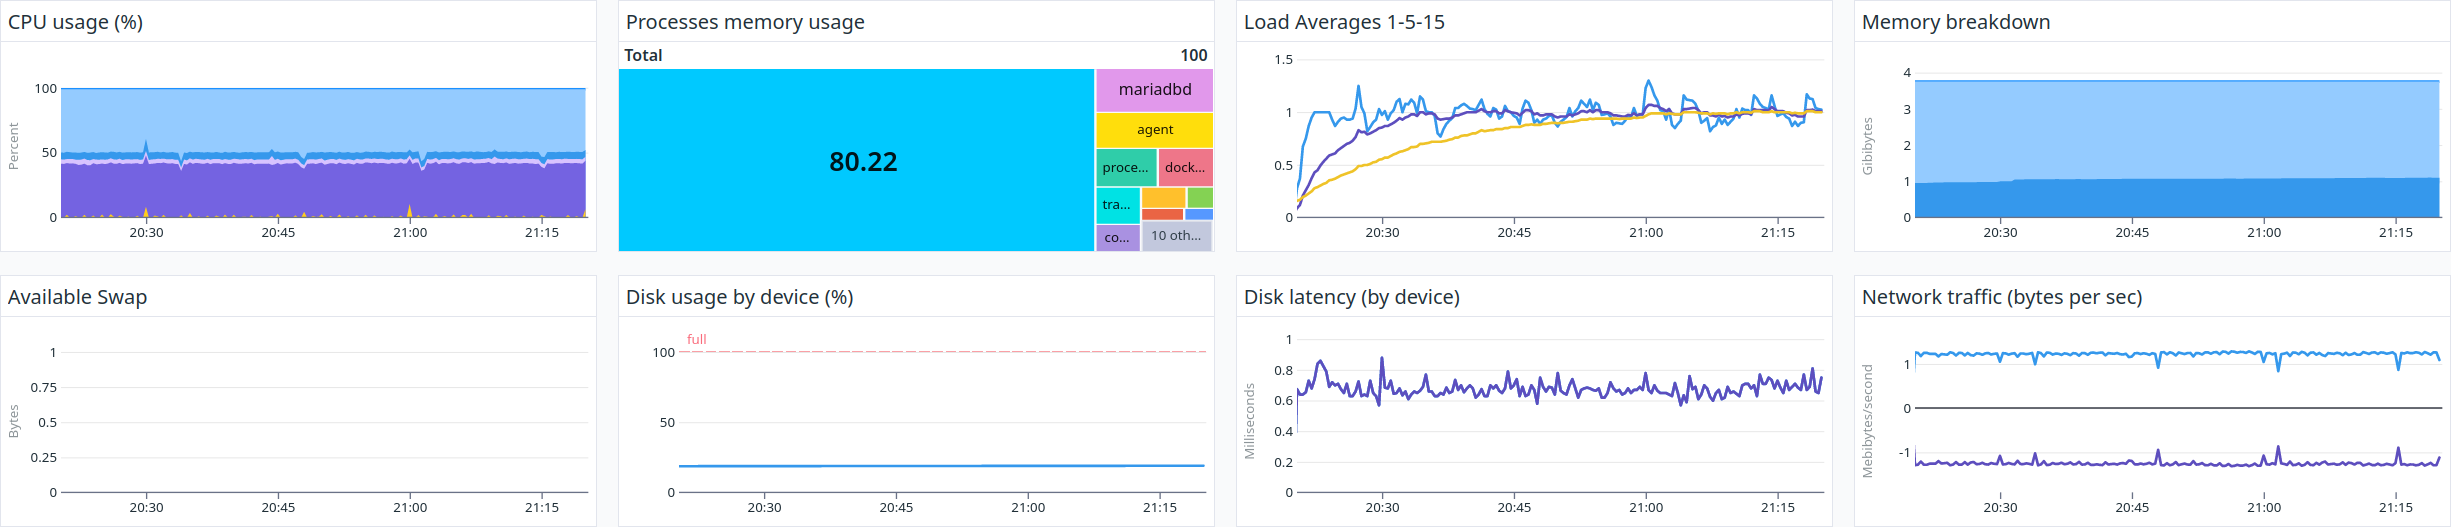 CPU usage (%)
Percent
100
50
0
20:30 20:45 21:00 21:15
Processes memory usage
Total 100
80.22
mariadbd
agent
proce... dock...
tra...
co... 10 oth...
Load Averages 1-5-15
1.5
1
0.5
0
20:30 20:45 21:00 21:15
Memory breakdown
Gibibytes
4
3
2
1
0
20:30 20:45 21:00 21:15
Available Swap
Bytes
1
0.75
0.5
0.25
0
20:30 20:45 21:00 21:15
Disk usage by device (%)
full
100
50
0
20:30 20:45 21:00 21:15
Disk latency (by device)
Milliseconds
1
0.8
0.6
0.4
0.2
0
20:30 20:45 21:00 21:15
Network traffic (bytes per sec)
Mebibytes/second
1
0
-1
20:30 20:45 21:00 21:15